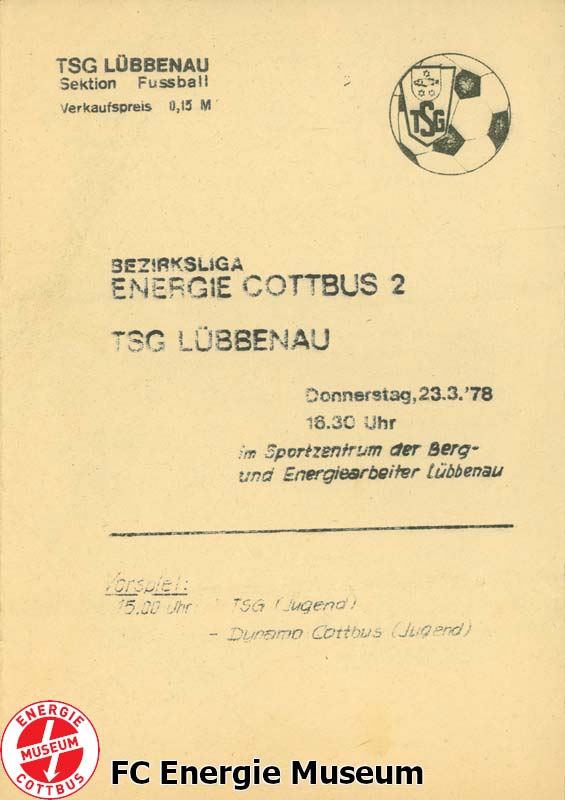 TSG LÜBBENAU
Sektion Fussball
Verkaufspreis 0,15 M
TSG
BEZIRKSLIGA
ENERGIE COTTBUS 2
TSG LÜBBENAU
Donnerstag, 23.3.'78
16.30 Uhr
im Sportzentrum der Berg-
und Energiearbeiter Lübbenau
Vorspiel:
15.00 Uhr TSG (Jugend)
- Dynamo Cottbus (Jugend)
ENERGIE
MUSEUM
COTTBUS
FC Energie Museum